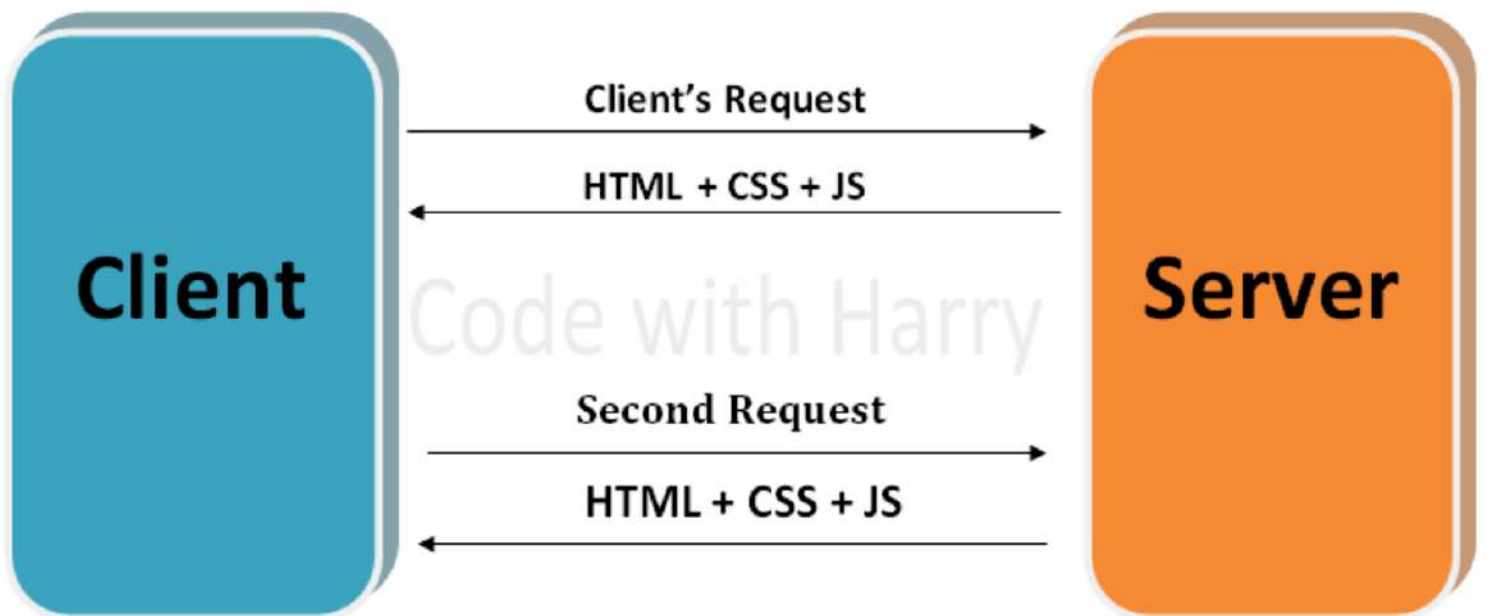 Client's Request
HTML + CSS + JS
Client
Code with Harry
Server
Second Request
HTML + CSS + JS